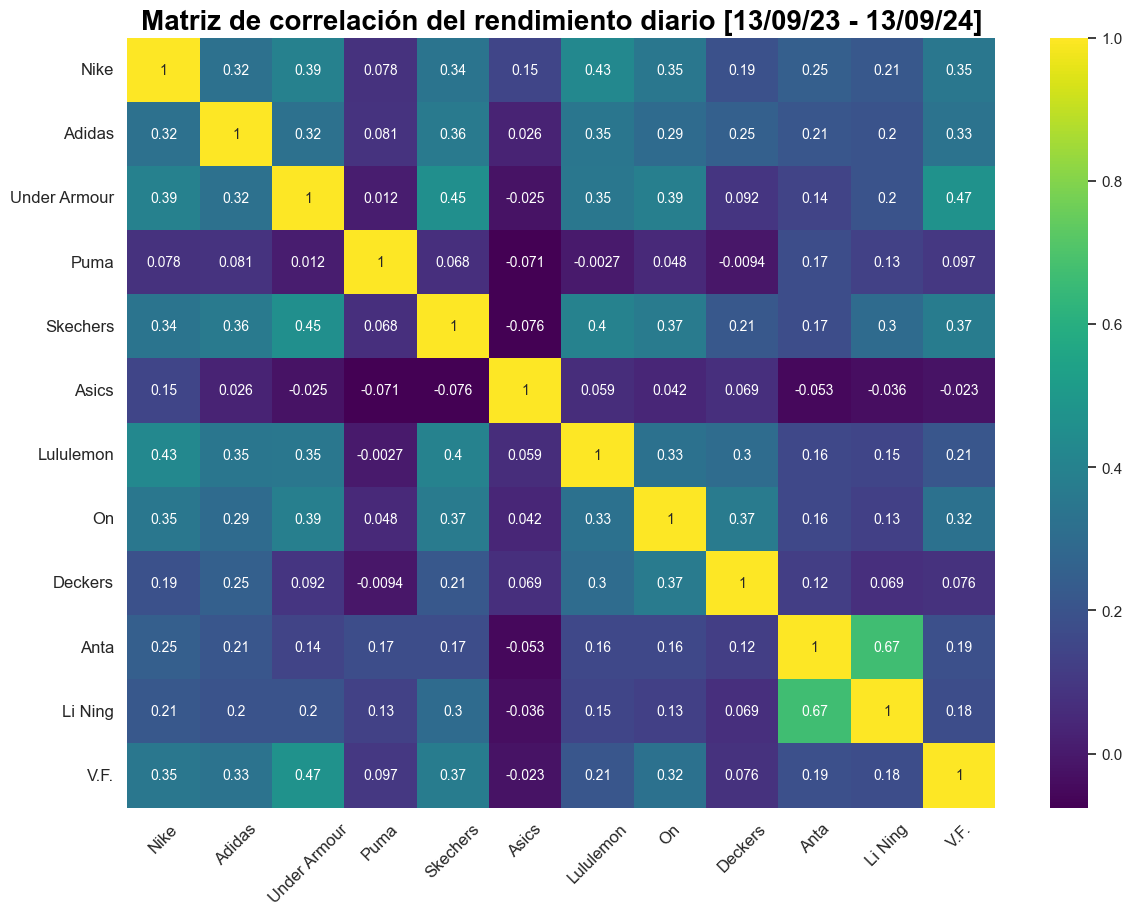 Matriz de correlación del rendimiento diario [13/09/23 - 13/09/24]
Nike 1 0.32 0.39 0.078 0.34 0.15 0.43 0.35 0.19 0.25 0.21 0.35
Adidas 0.32 1 0.32 0.081 0.36 0.026 0.35 0.29 0.25 0.21 0.2 0.33
Under Armour 0.39 0.32 1 0.012 0.45 -0.025 0.35 0.39 0.092 0.14 0.2 0.47
Puma 0.078 0.081 0.012 1 0.068 -0.071 -0.0027 0.048 -0.0094 0.17 0.13 0.097
Skechers 0.34 0.36 0.45 0.068 1 -0.076 0.4 0.37 0.21 0.17 0.3 0.37
Asics 0.15 0.026 -0.025 -0.071 -0.076 1 0.059 0.042 0.069 -0.053 -0.036 -0.023
Lululemon 0.43 0.35 0.35 -0.0027 0.4 0.059 1 0.33 0.3 0.16 0.15 0.21
On 0.35 0.29 0.39 0.048 0.37 0.042 0.33 1 0.37 0.16 0.13 0.32
Deckers 0.19 0.25 0.092 -0.0094 0.21 0.069 0.3 0.37 1 0.12 0.069 0.076
Anta 0.25 0.21 0.14 0.17 0.17 -0.053 0.16 0.16 0.12 1 0.67 0.19
Li Ning 0.21 0.2 0.2 0.13 0.3 -0.036 0.15 0.13 0.069 0.67 1 0.18
V.F. 0.35 0.33 0.47 0.097 0.37 -0.023 0.21 0.32 0.076 0.19 0.18 1
Nike Adidas Under Armour Puma Skechers Asics Lululemon On Deckers Anta Li Ning V.F.
1.0
0.8
0.6
0.4
0.2
0.0